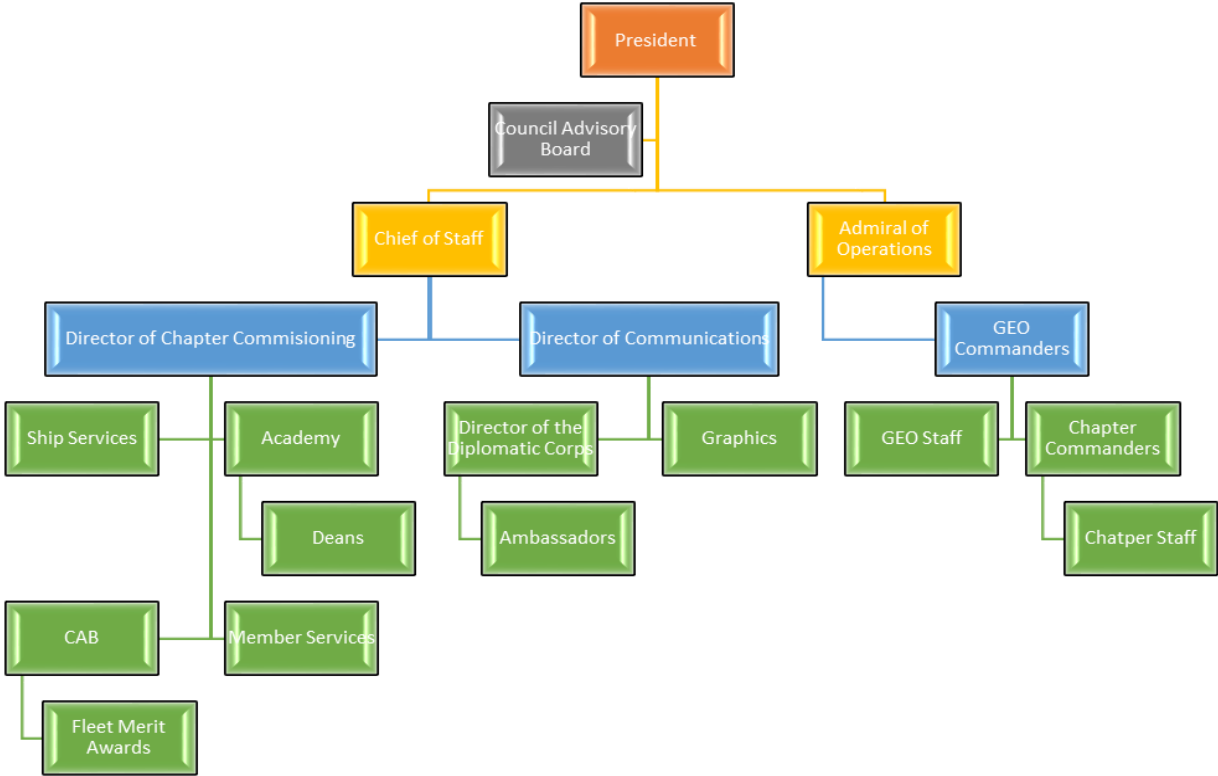 President
Council Advisory
Board
Chief of Staff
Admiral of
Operations
Director of Chapter Commisioning
Director of Communications
GEO
Commanders
Ship Services
Academy
Director of the
Diplomatic Corps
Graphics
GEO Staff
Chapter
Commanders
Deans
Ambassadors
Chatper Staff
CAB
Member Services
Fleet Merit
Awards